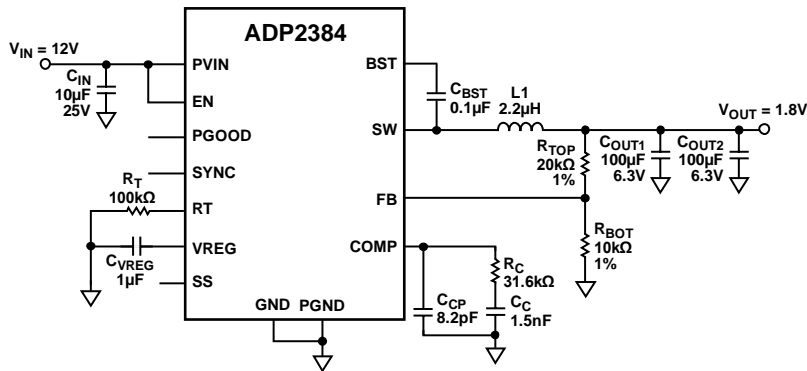 ADP2384
V_IN = 12V
C_IN
10µF
25V
PVIN
EN
PGOOD
SYNC
R_T
100kΩ
RT
VREG
C_VREG
1µF
SS
GND
PGND
BST
SW
FB
COMP
C_BST
0.1µF
L1
2.2µH
V_OUT = 1.8V
R_TOP
20kΩ
1%
C_OUT1
100µF
6.3V
C_OUT2
100µF
6.3V
R_BOT
10kΩ
1%
R_C
31.6kΩ
C_CP
8.2pF
C_C
1.5nF